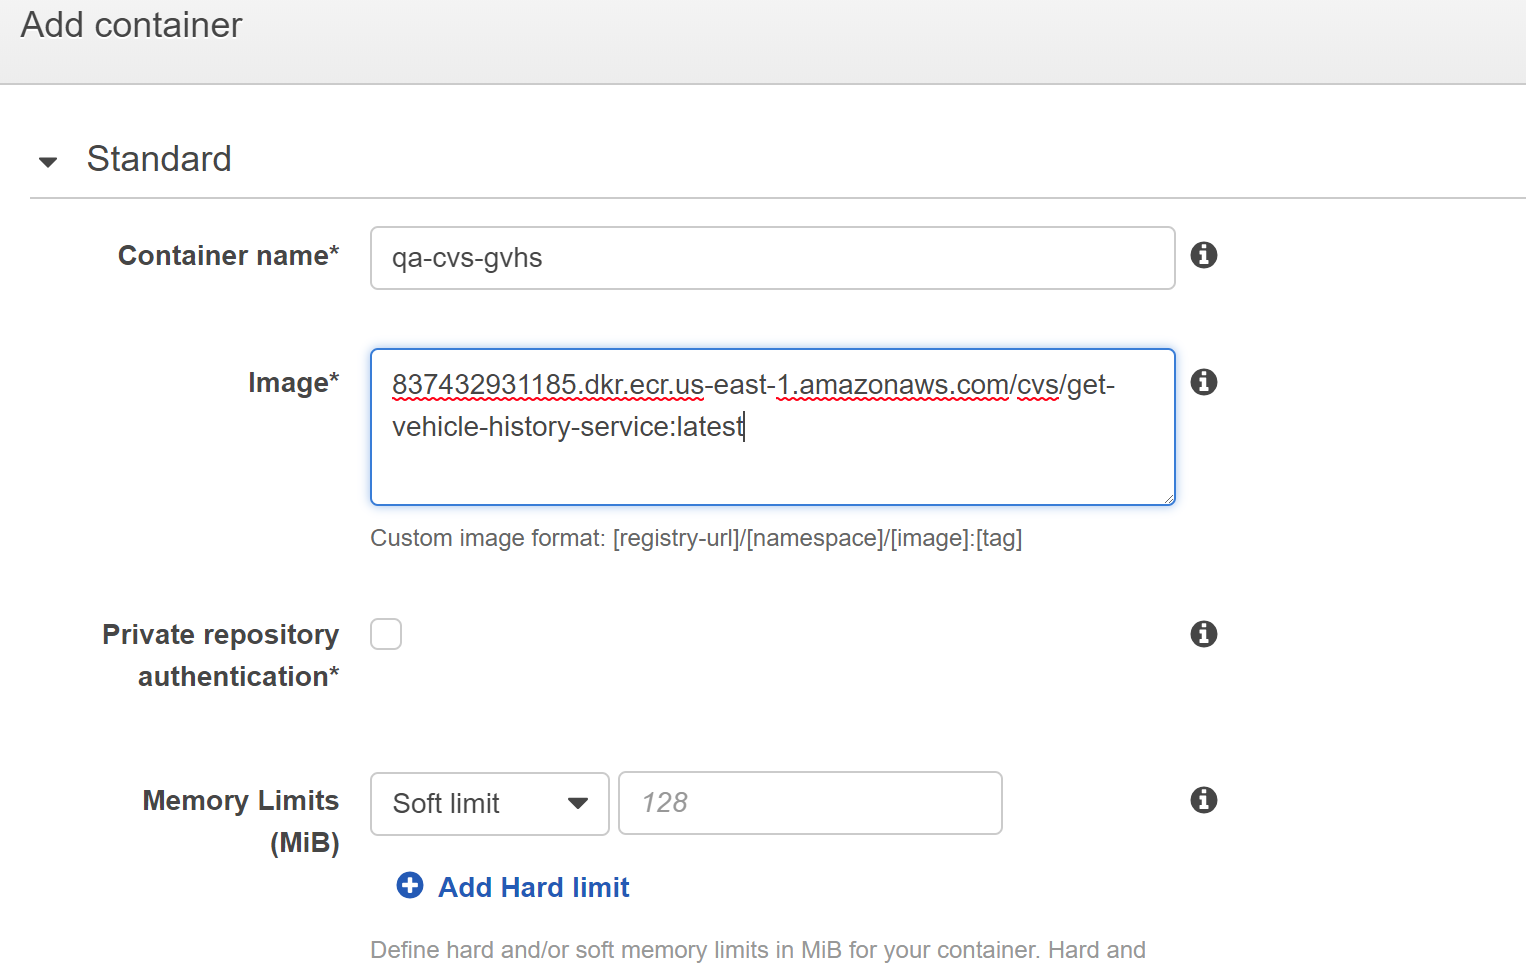 Add container
Standard
Container name*
qa-cvs-gvhs
Image*
837432931185.dkr.ecr.us-east-1.amazonaws.com/cvs/get-
vehicle-history-service:latest
Custom image format: [registry-url]/[namespace]/[image]:[tag]
Private repository
authentication*
Memory Limits
(MiB)
Soft limit
128
Add Hard limit
Define hard and/or soft memory limits in MiB for your container. Hard and